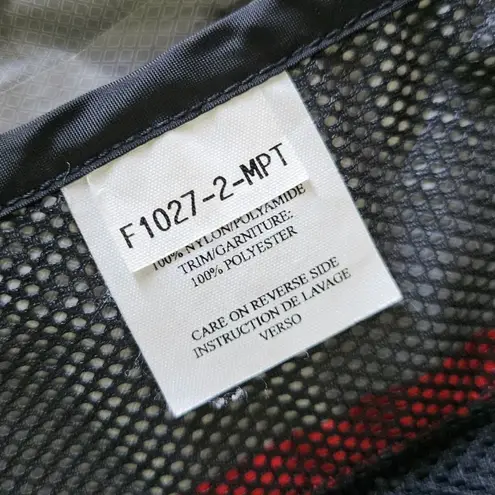 F1027-2-MPT
100% NYLON/POLYAMIDE
TRIM/GARNITURE:
100% POLYESTER
CARE ON REVERSE SIDE
INSTRUCTION DE LAVAGE
VERSO